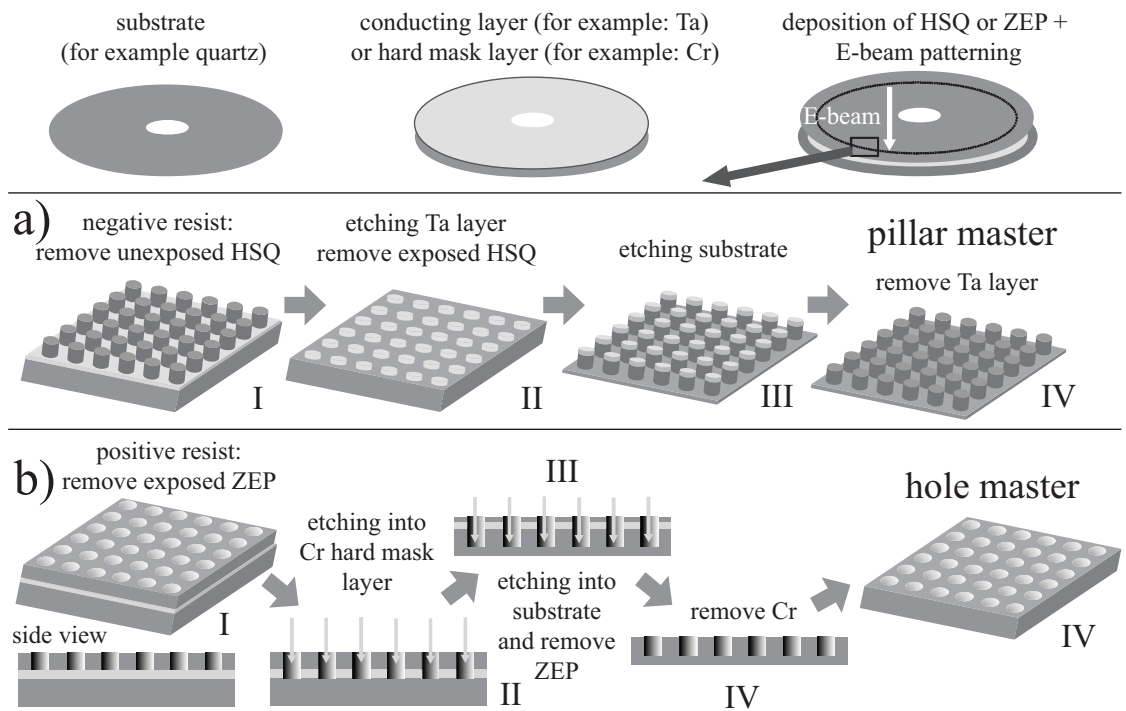 substrate
(for example quartz)
conducting layer (for example: Ta)
or hard mask layer (for example: Cr)
deposition of HSQ or ZEP +
E-beam patterning
E-beam
a)
negative resist:
remove unexposed HSQ
etching Ta layer
remove exposed HSQ
etching substrate
pillar master
remove Ta layer
I
II
III
IV
b)
positive resist:
remove exposed ZEP
I
side view
etching into
Cr hard mask
layer
II
III
etching into
substrate
and remove
ZEP
remove Cr
IV
hole master
IV